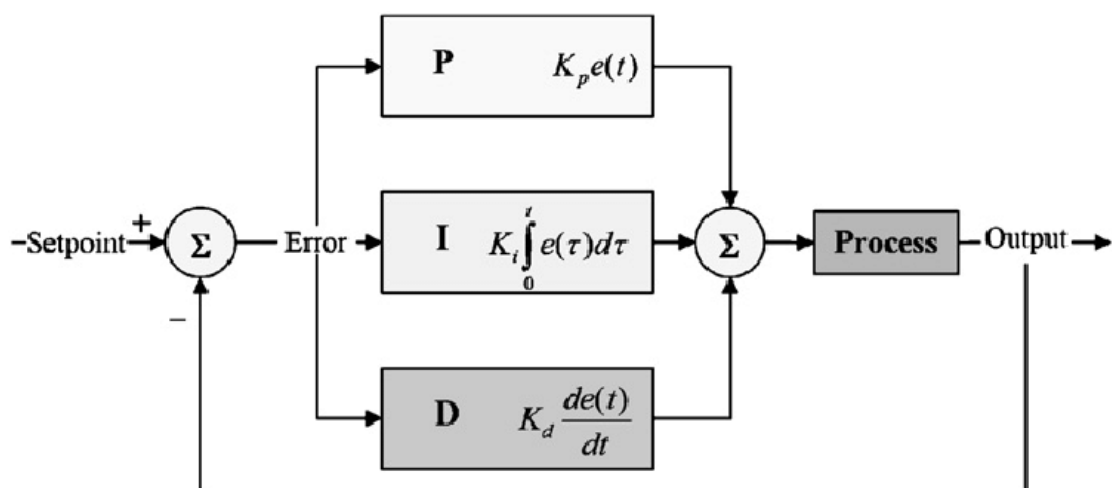 P K_p e(t)
Setpoint + Σ Error I K_i ∫_0^t e(τ)dτ Σ Process Output
−
D K_d de(t)/dt